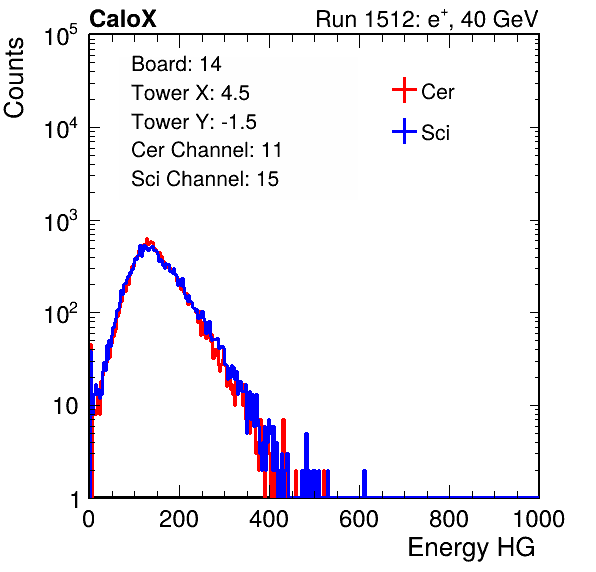 CaloX Run 1512: e⁺, 40 GeV
Counts
Board: 14
Tower X: 4.5
Tower Y: -1.5
Cer Channel: 11
Sci Channel: 15
Cer
Sci
10⁵
10⁴
10³
10²
10
1
0 200 400 600 800 1000
Energy HG